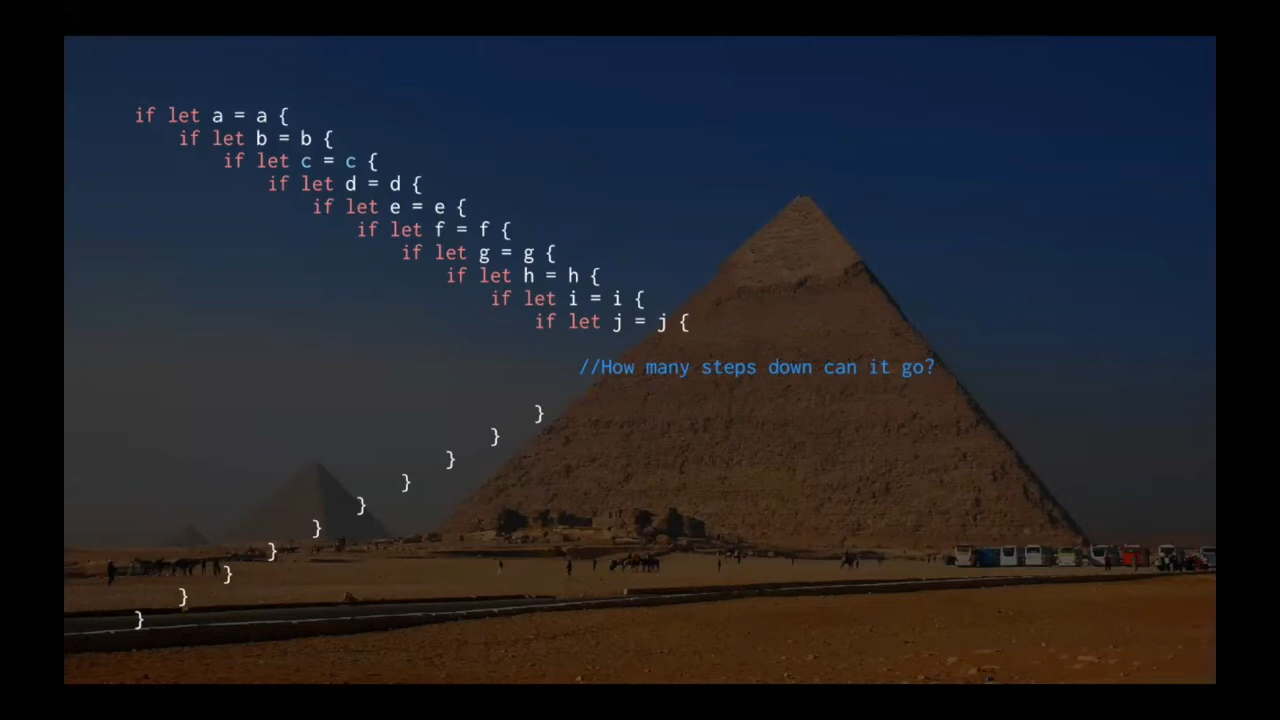 if let a = a {
if let b = b {
if let c = c {
if let d = d {
if let e = e {
if let f = f {
if let g = g {
if let h = h {
if let i = i {
if let j = j {
//How many steps down can it go?
}
}
}
}
}
}
}
}
}
}